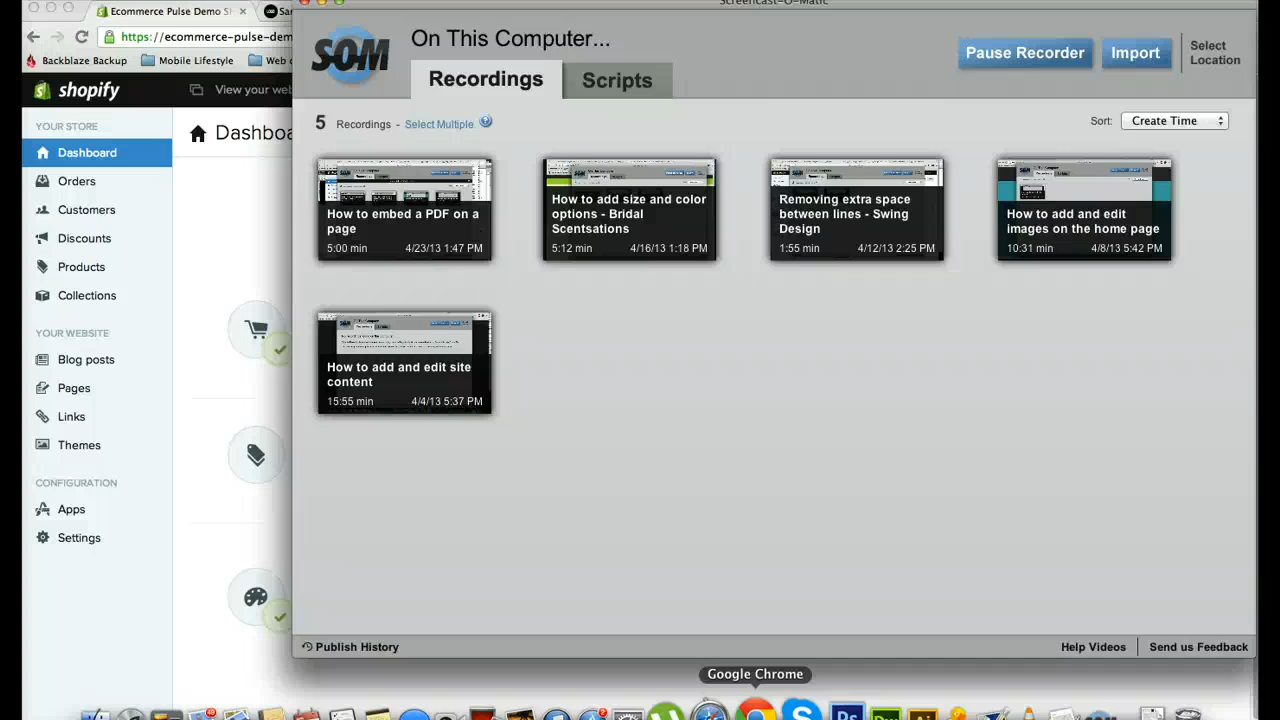 Screencast-O-Matic
Ecommerce Pulse Demo S
https://ecommerce-pulse-dem
Backblaze Backup
Mobile Lifestyle
Web
shopify
View your web
YOUR STORE
Dashboard
Orders
Customers
Discounts
Products
Collections
YOUR WEBSITE
Blog posts
Pages
Links
Themes
CONFIGURATION
Apps
Settings
Dashboa
SOM
On This Computer...
Recordings
Scripts
Pause Recorder
Import
Select
Location
5 Recordings - Select Multiple ?
Sort: Create Time
How to embed a PDF on a
page
5:00 min 4/23/13 1:47 PM
How to add size and color
options - Bridal
Scentsations
5:12 min 4/16/13 1:18 PM
Removing extra space
between lines - Swing
Design
1:55 min 4/12/13 2:25 PM
How to add and edit
images on the home page
10:31 min 4/8/13 5:42 PM
How to add and edit site
content
15:55 min 4/4/13 5:37 PM
Publish History
Help Videos
Send us Feedback
Google Chrome
Ps